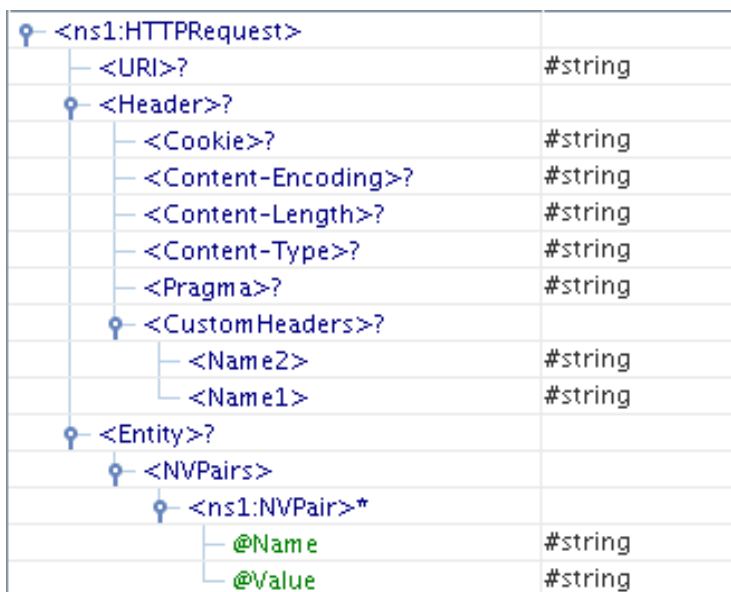 <ns1:HTTPRequest>
<URI>? #string
<Header>?
<Cookie>? #string
<Content-Encoding>? #string
<Content-Length>? #string
<Content-Type>? #string
<Pragma>? #string
<CustomHeaders>?
<Name2> #string
<Name1> #string
<Entity>?
<NVPairs>
<ns1:NVPair>*
@Name #string
@Value #string